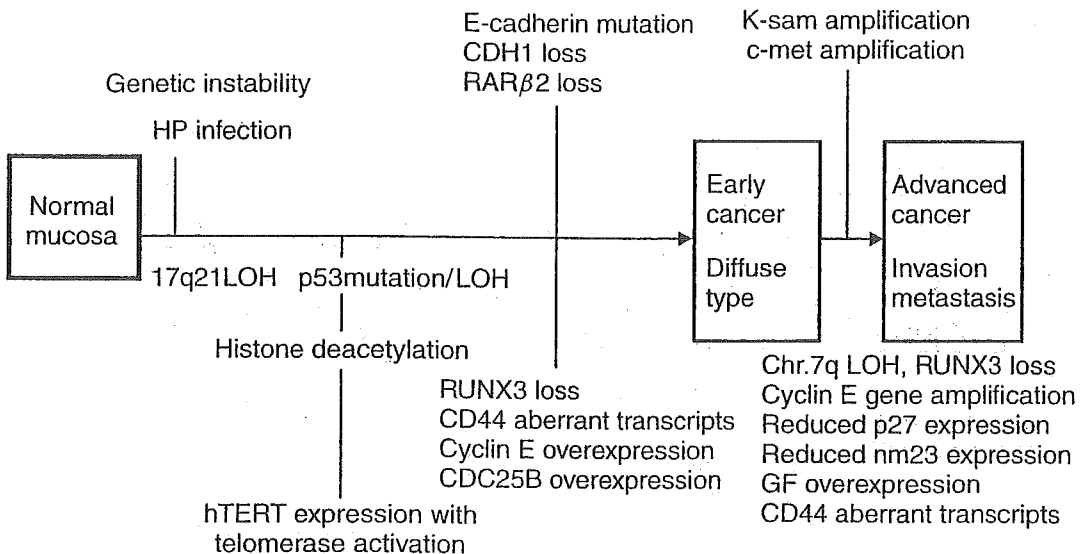 E-cadherin mutation
CDH1 loss
RARβ2 loss
K-sam amplification
c-met amplification
Genetic instability
HP infection
Normal
mucosa
Early
cancer
Diffuse
type
Advanced
cancer
Invasion
metastasis
17q21LOH
p53mutation/LOH
Histone deacetylation
RUNX3 loss
CD44 aberrant transcripts
Cyclin E overexpression
CDC25B overexpression
hTERT expression with
telomerase activation
Chr.7q LOH, RUNX3 loss
Cyclin E gene amplification
Reduced p27 expression
Reduced nm23 expression
GF overexpression
CD44 aberrant transcripts